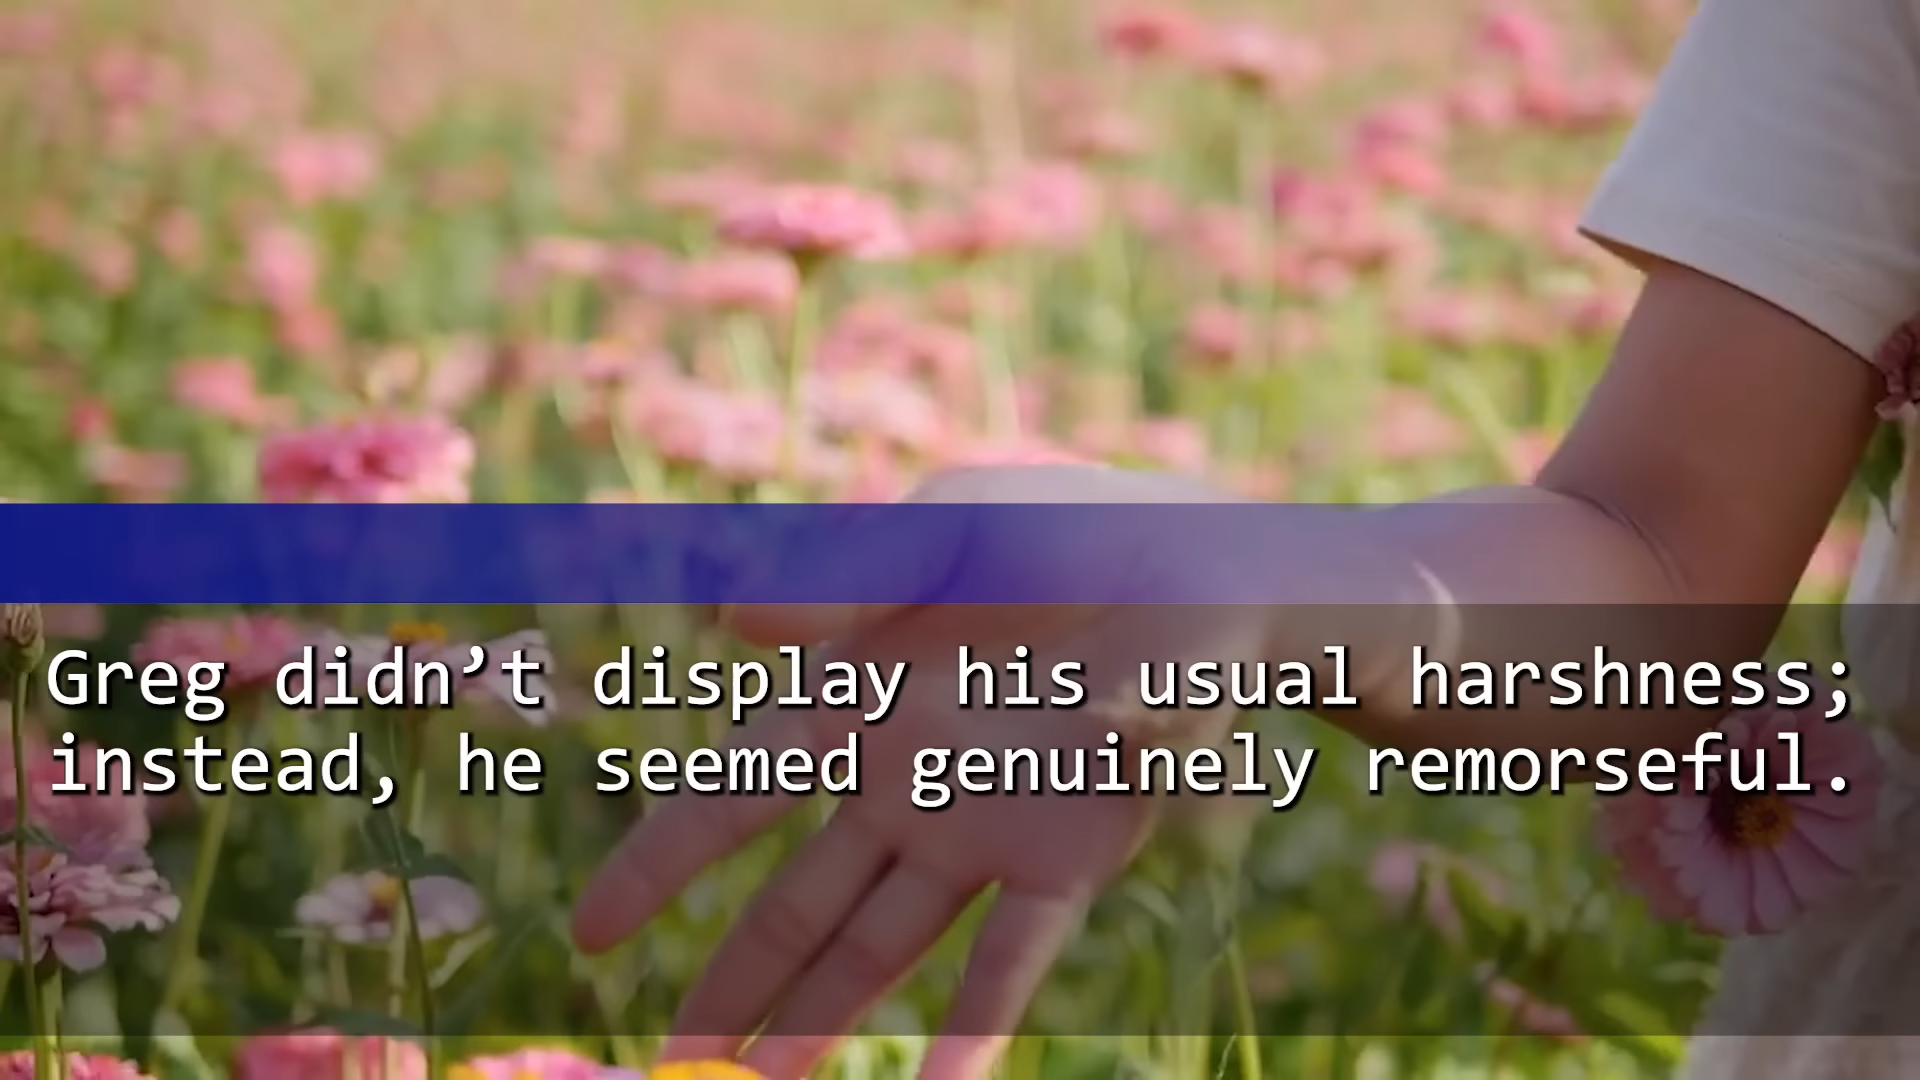 Greg didn’t display his usual harshness;
instead, he seemed genuinely remorseful.